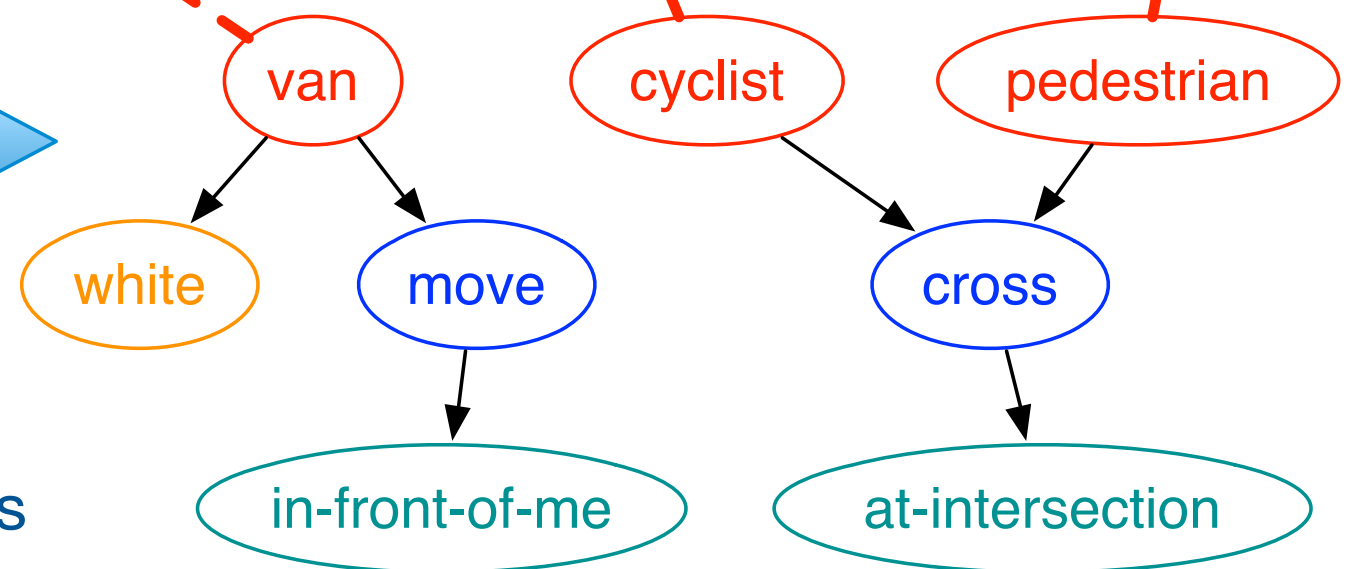 van cyclist pedestrian
white move cross
s in-front-of-me at-intersection